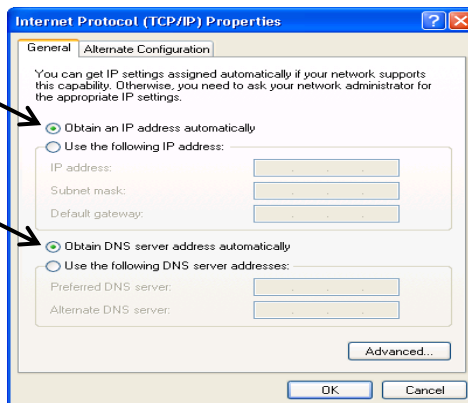 Internet Protocol (TCP/IP) Properties
General
Alternate Configuration
You can get IP settings assigned automatically if your network supports
this capability. Otherwise, you need to ask your network administrator for
the appropriate IP settings.
Obtain an IP address automatically
Use the following IP address:
IP address:
Subnet mask:
Default gateway:
Obtain DNS server address automatically
Use the following DNS server addresses:
Preferred DNS server:
Alternate DNS server:
Advanced...
OK
Cancel